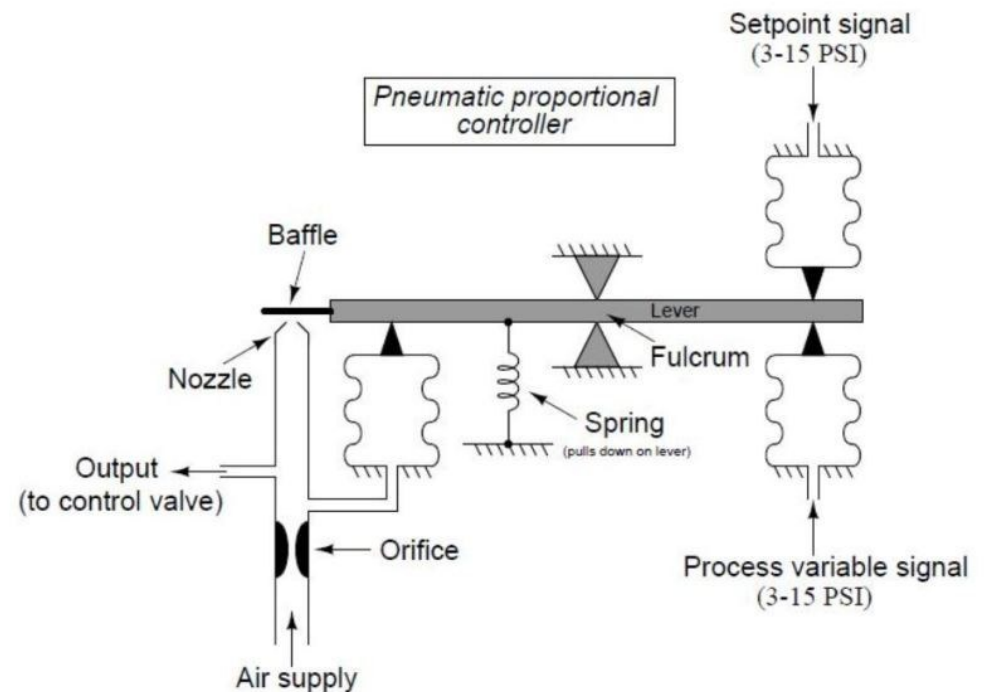 Setpoint signal
(3-15 PSI)
Pneumatic proportional
controller
Baffle
Lever
Fulcrum
Nozzle
Spring
(pulls down on lever)
Output
(to control valve)
Orifice
Process variable signal
(3-15 PSI)
Air supply